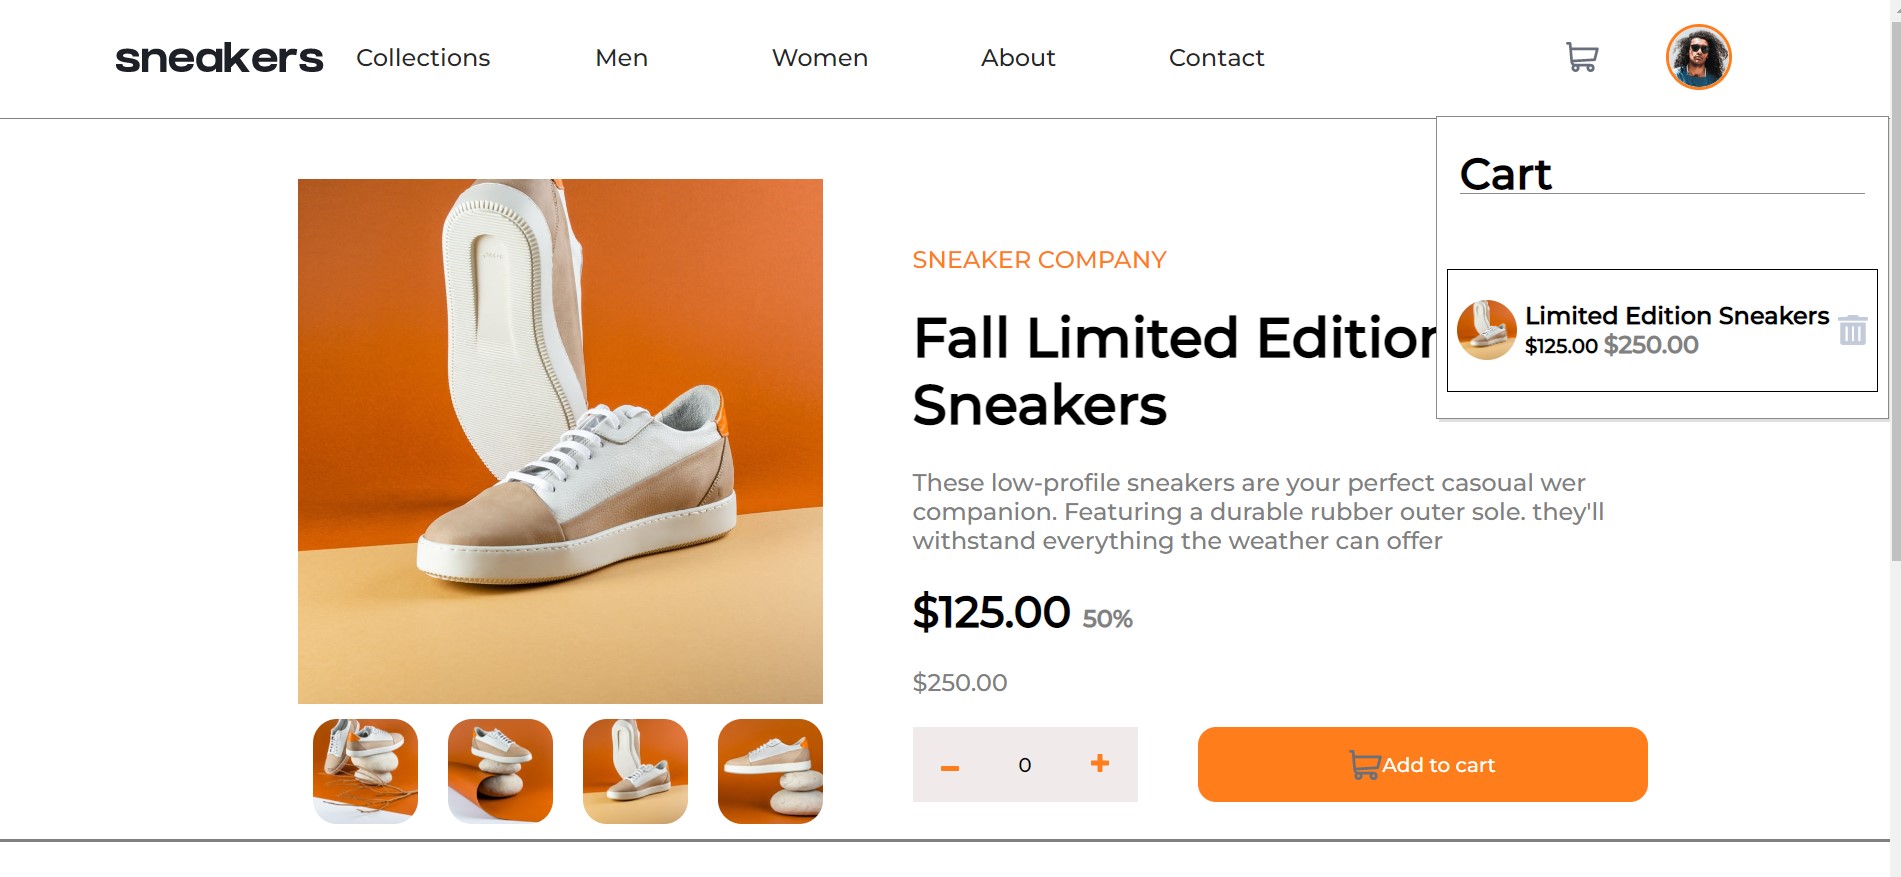 sneakers Collections Men Women About Contact
Cart
Limited Edition Sneakers
$125.00 $250.00
SNEAKER COMPANY
Fall Limited Edition
Sneakers
These low-profile sneakers are your perfect casoual wer
companion. Featuring a durable rubber outer sole. they'll
withstand everything the weather can offer
$125.00 50%
$250.00
0
Add to cart